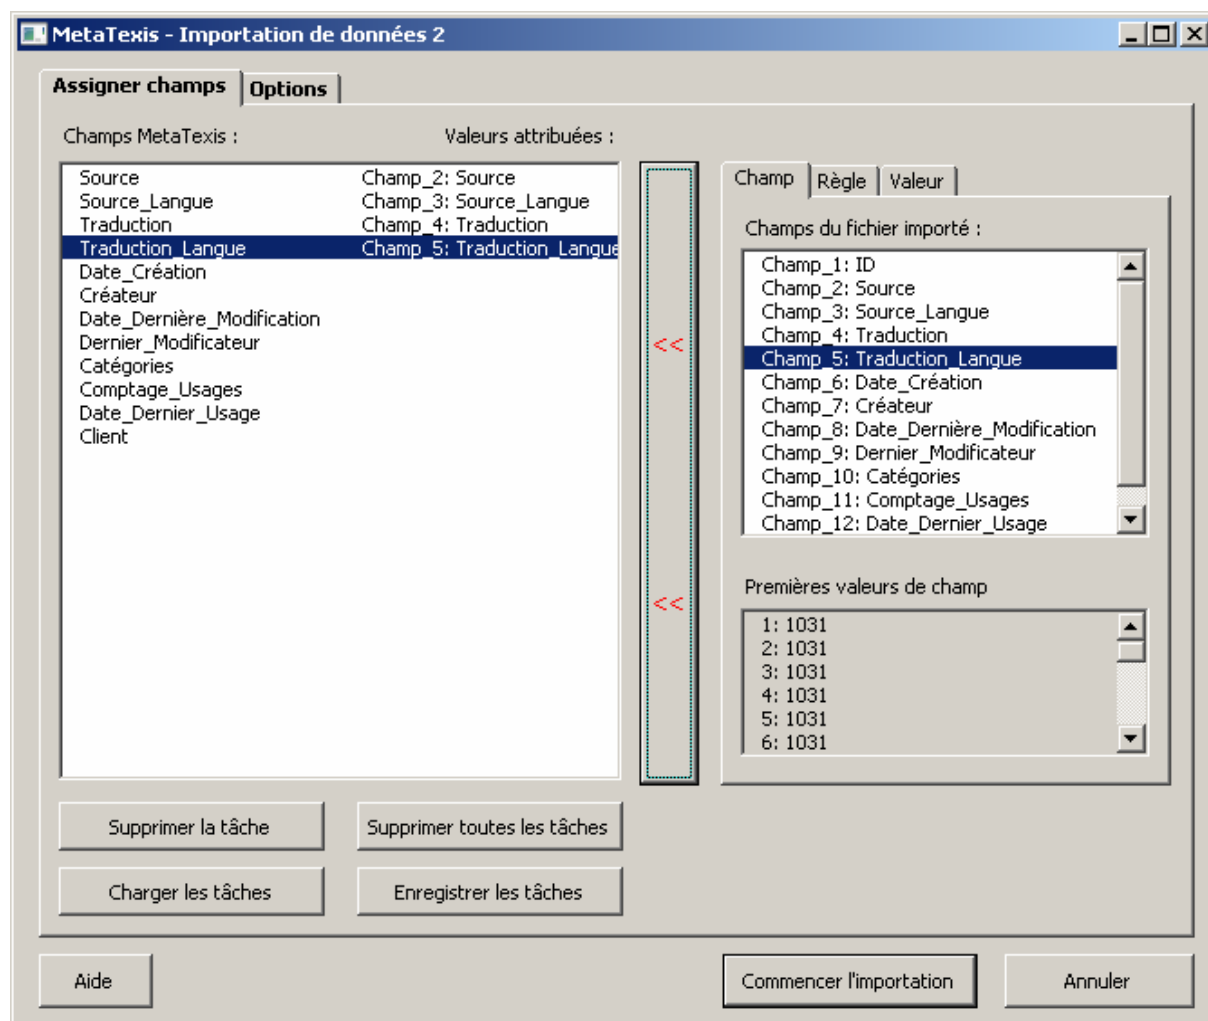 MetaTexis - Importation de données 2
Assigner champs Options
Champs MetaTexis : Valeurs attribuées :
Source Champ_2: Source
Source_Langue Champ_3: Source_Langue
Traduction Champ_4: Traduction
Traduction_Langue Champ_5: Traduction_Langue
Date_Création
Créateur
Date_Dernière_Modification
Dernier_Modificateur
Catégories
Comptage_Usages
Date_Dernier_Usage
Client
<<
<<
Champ Règle Valeur
Champs du fichier importé :
Champ_1: ID
Champ_2: Source
Champ_3: Source_Langue
Champ_4: Traduction
Champ_5: Traduction_Langue
Champ_6: Date_Création
Champ_7: Créateur
Champ_8: Date_Dernière_Modification
Champ_9: Dernier_Modificateur
Champ_10: Catégories
Champ_11: Comptage_Usages
Champ_12: Date_Dernier_Usage
Premières valeurs de champ
1: 1031
2: 1031
3: 1031
4: 1031
5: 1031
6: 1031
Supprimer la tâche Supprimer toutes les tâches
Charger les tâches Enregistrer les tâches
Aide Commencer l'importation Annuler